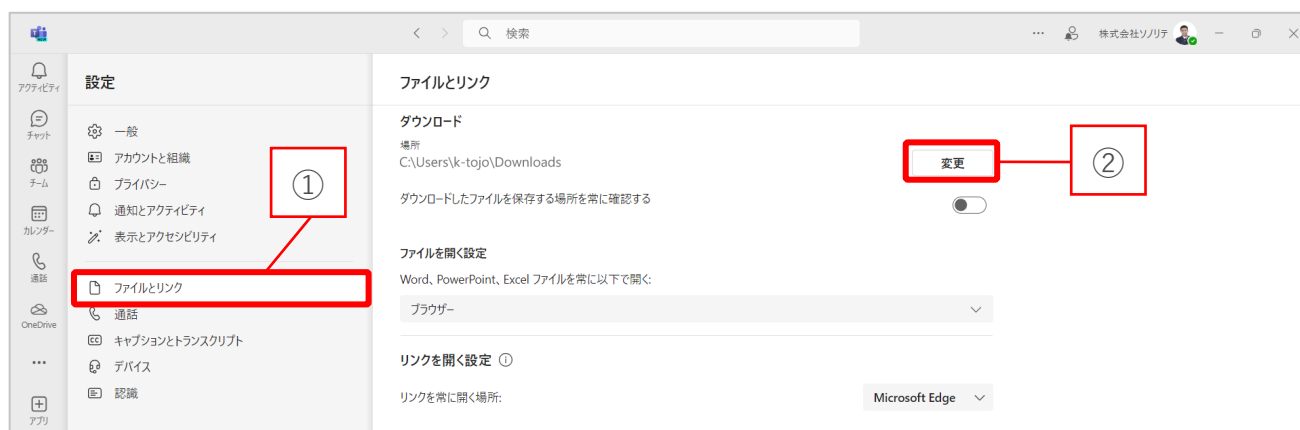 検索
株式会社ソノリテ
アクティビティ
チャット
チーム
カレンダー
通話
OneDrive
アプリ
設定
一般
アカウントと組織
プライバシー
通知とアクティビティ
表示とアクセシビリティ
ファイルとリンク
通話
キャプションとトランスクリプト
デバイス
認識
①
ファイルとリンク
ダウンロード
場所
C:\Users\k-tojo\Downloads
変更
②
ダウンロードしたファイルを保存する場所を常に確認する
ファイルを開く設定
Word、PowerPoint、Excel ファイルを常に以下で開く:
ブラウザー
リンクを開く設定
リンクを常に開く場所:
Microsoft Edge